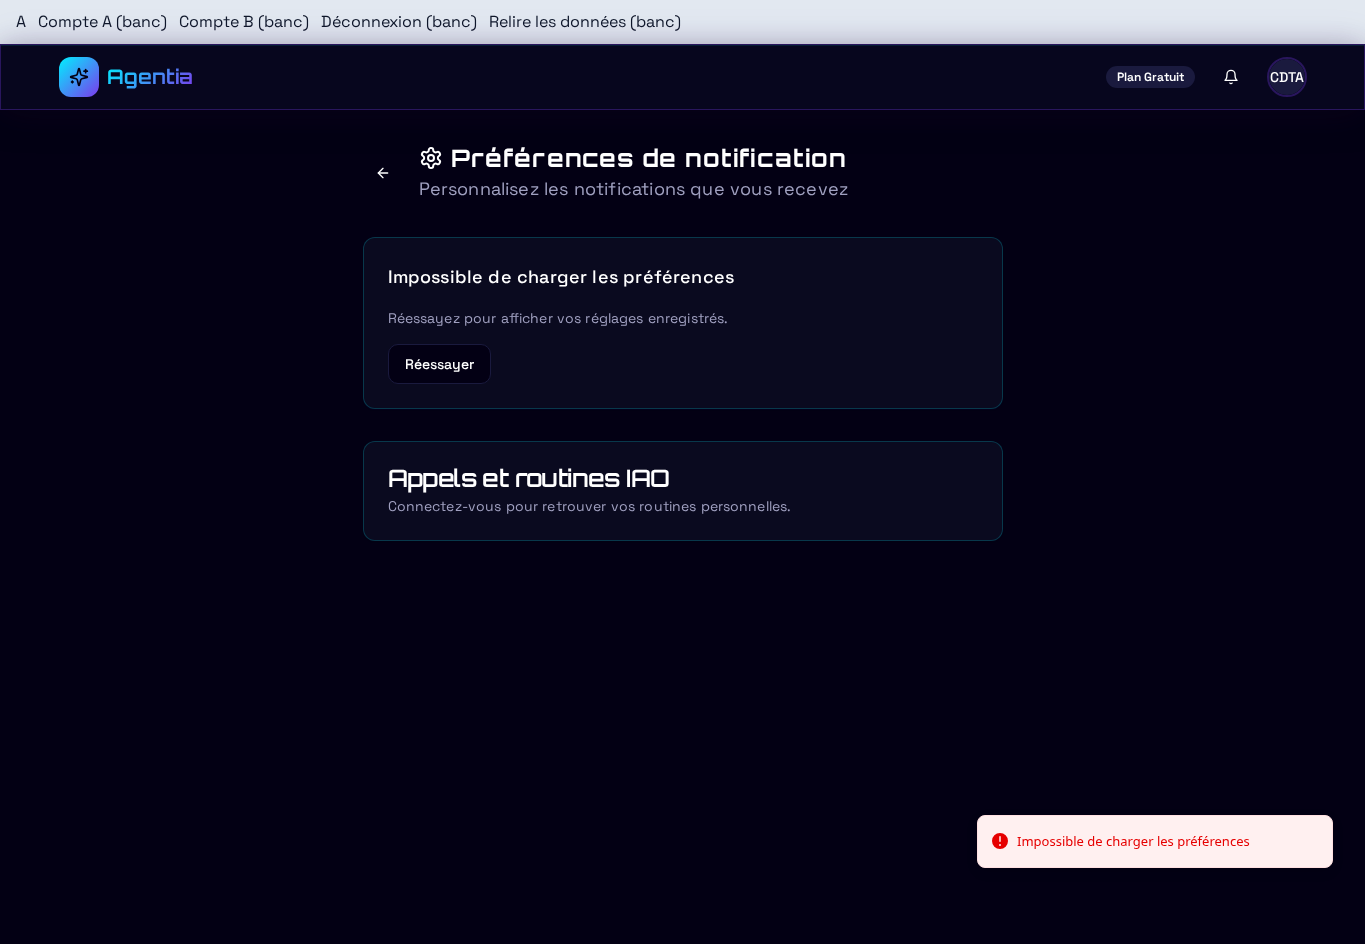 A Compte A (banc) Compte B (banc) Déconnexion (banc) Relire les données (banc)
Agentia
Plan Gratuit
CDTA
Préférences de notification
Personnalisez les notifications que vous recevez
Impossible de charger les préférences
Réessayez pour afficher vos réglages enregistrés.
Réessayer
Appels et routines IAO
Connectez-vous pour retrouver vos routines personnelles.
Impossible de charger les préférences